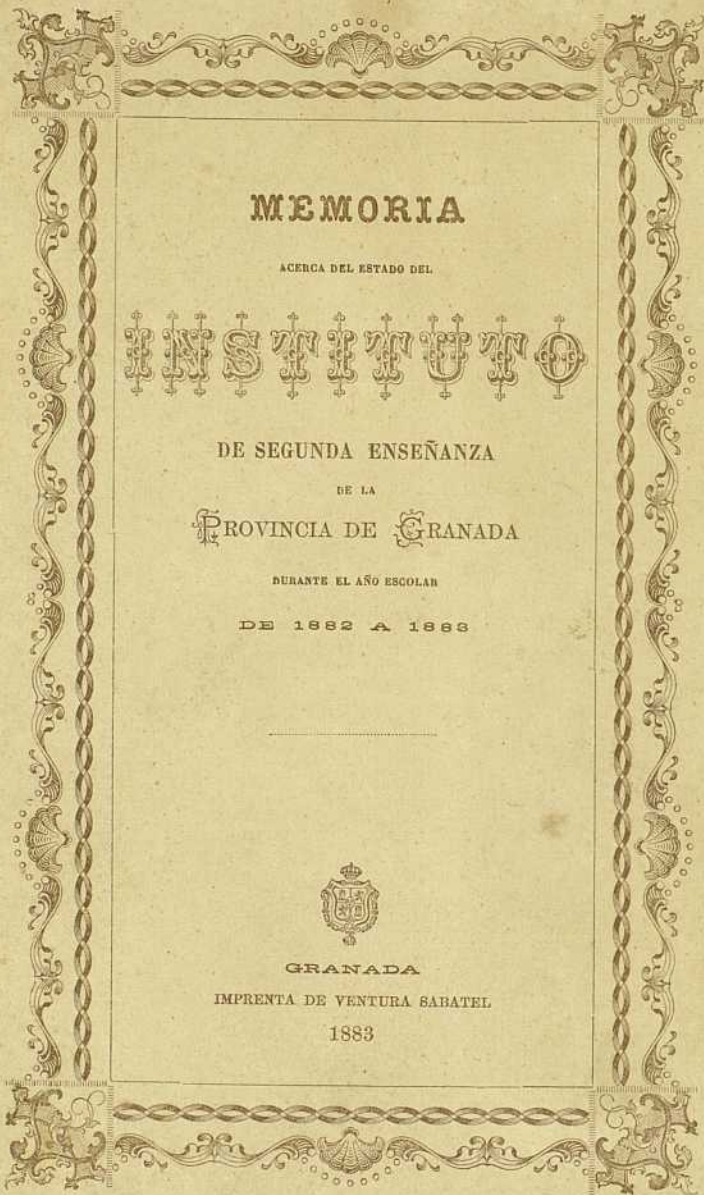 MEMORIA
ACERCA DEL ESTADO DEL
INSTITUTO
DE SEGUNDA ENSEÑANZA
DE LA
PROVINCIA DE GRANADA
DURANTE EL AÑO ESCOLAR
DE 1882 A 1883
GRANADA
IMPRENTA DE VENTURA SABATEL
1883